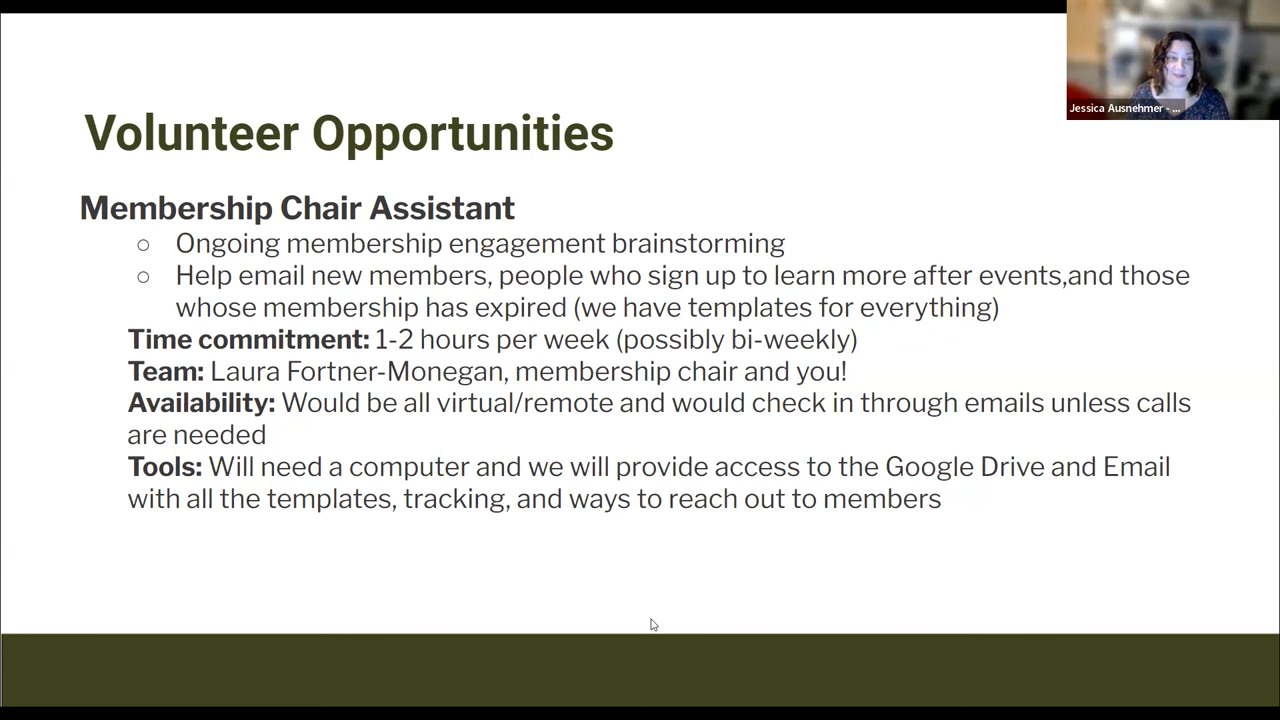 Jessica Ausnehmer - ...
Volunteer Opportunities
Membership Chair Assistant
○ Ongoing membership engagement brainstorming
○ Help email new members, people who sign up to learn more after events,and those
whose membership has expired (we have templates for everything)
Time commitment: 1-2 hours per week (possibly bi-weekly)
Team: Laura Fortner-Monegan, membership chair and you!
Availability: Would be all virtual/remote and would check in through emails unless calls
are needed
Tools: Will need a computer and we will provide access to the Google Drive and Email
with all the templates, tracking, and ways to reach out to members